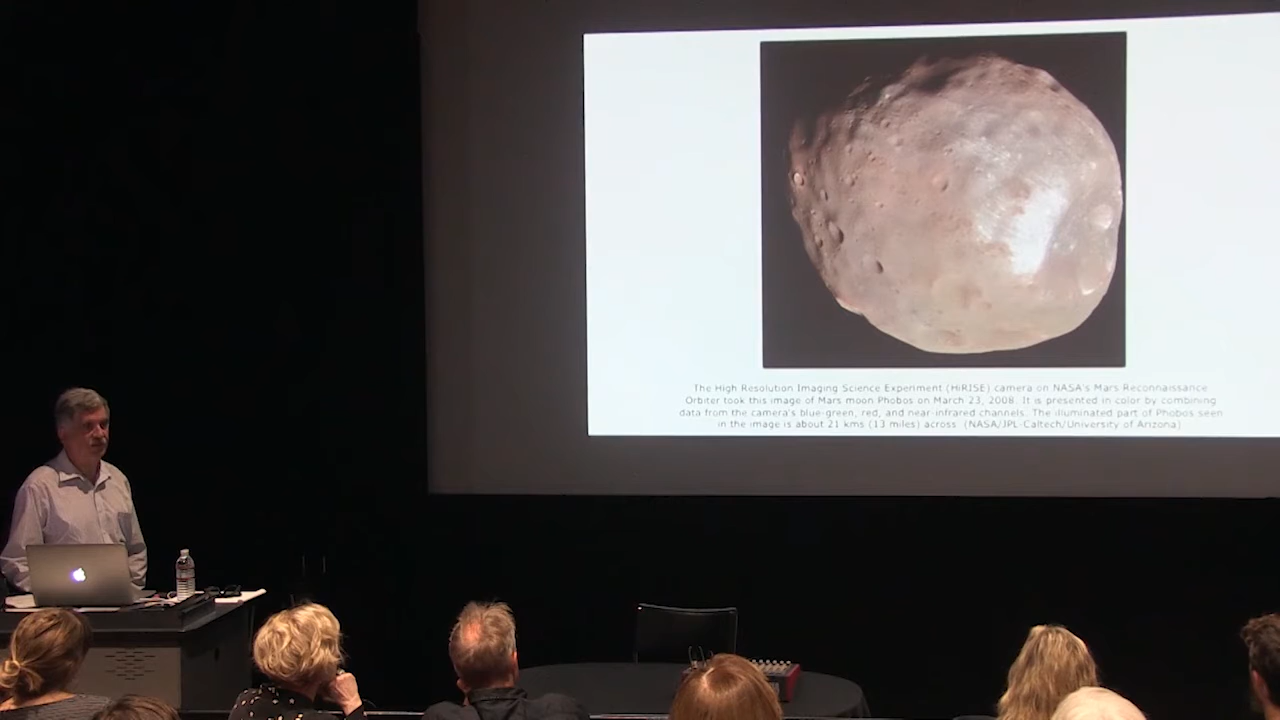 The High Resolution Imaging Science Experiment (HiRISE) camera on NASA's Mars Reconnaissance
Orbiter took this image of Mars moon Phobos on March 23, 2008. It is presented in color by combining
data from the camera's blue-green, red, and near-infrared channels. The illuminated part of Phobos seen
in the image is about 21 kms (13 miles) across (NASA/JPL-Caltech/University of Arizona)